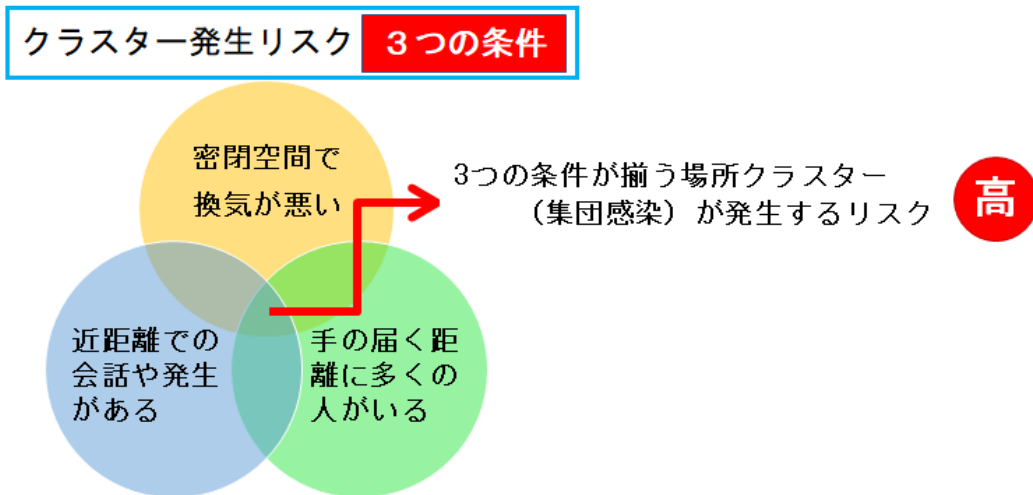 クラスター発生リスク 3つの条件
密閉空間で
換気が悪い
3つの条件が揃う場所クラスター
(集団感染)が発生するリスク
高
近距離での
会話や発生
がある
手の届く距
離に多くの
人がいる